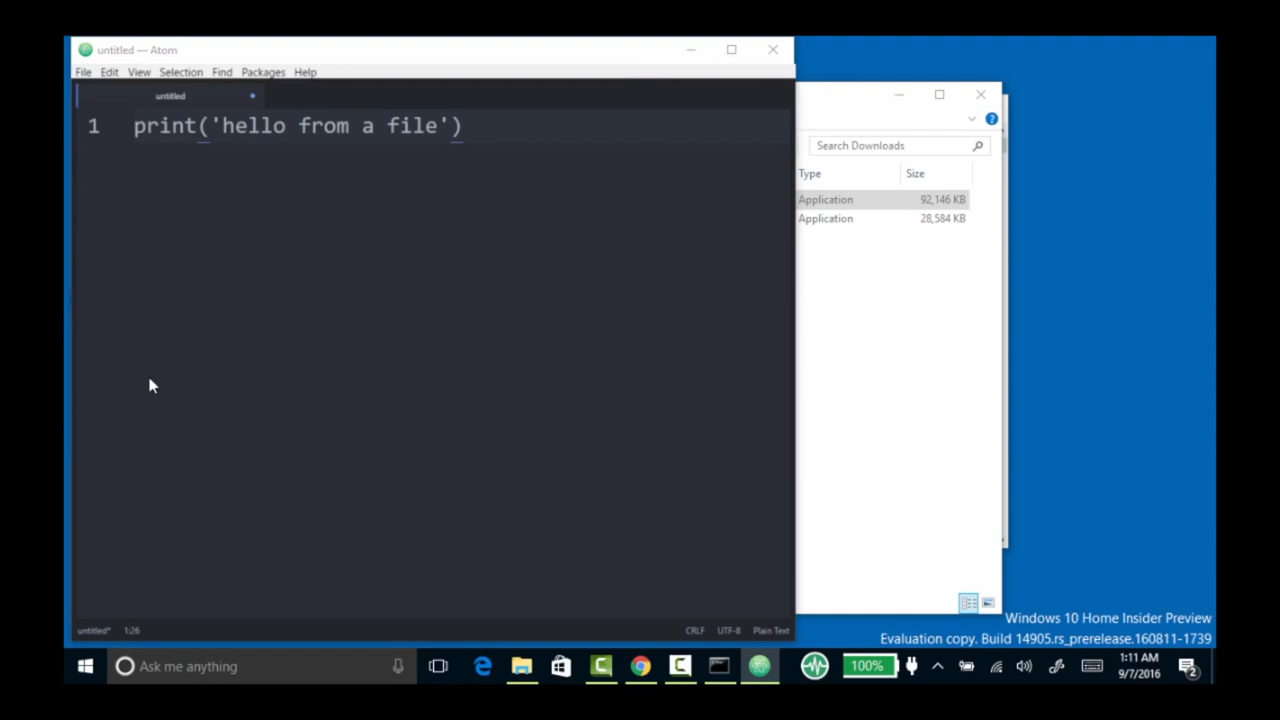 untitled — Atom
File Edit View Selection Find Packages Help
untitled
1 print('hello from a file')
Search Downloads
Type Size
Application 92,146 KB
Application 28,584 KB
untitled* 1:26 CRLF UTF-8 Plain Text
Windows 10 Home Insider Preview
Evaluation copy. Build 14905.rs_prerelease.160811-1739
Ask me anything
100%
1:11 AM
9/7/2016
2